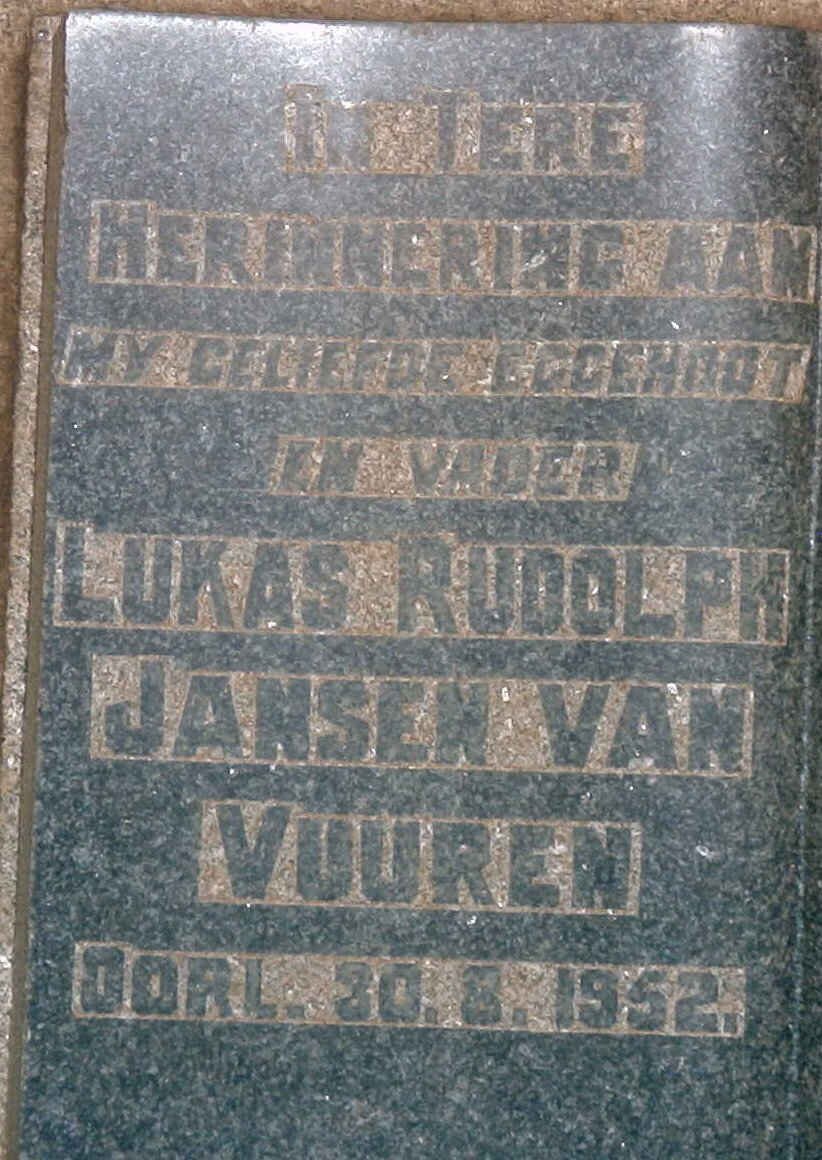 IN TERE
HERINNERING AAN
MY GELIEFDE EGGENOOT
EN VADER
LUKAS RUDOLPH
JANSEN VAN
VUUREN
OORL. 30. 8. 1952.